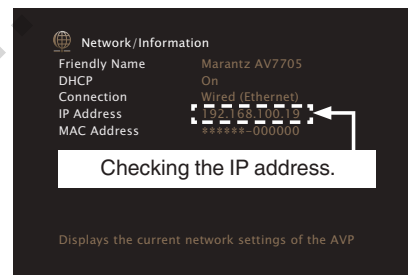 Network/Information
Friendly Name Marantz AV7705
DHCP On
Connection Wired (Ethernet)
IP Address 192.168.100.19
MAC Address ******-000000
Checking the IP address.
Displays the current network settings of the AVP